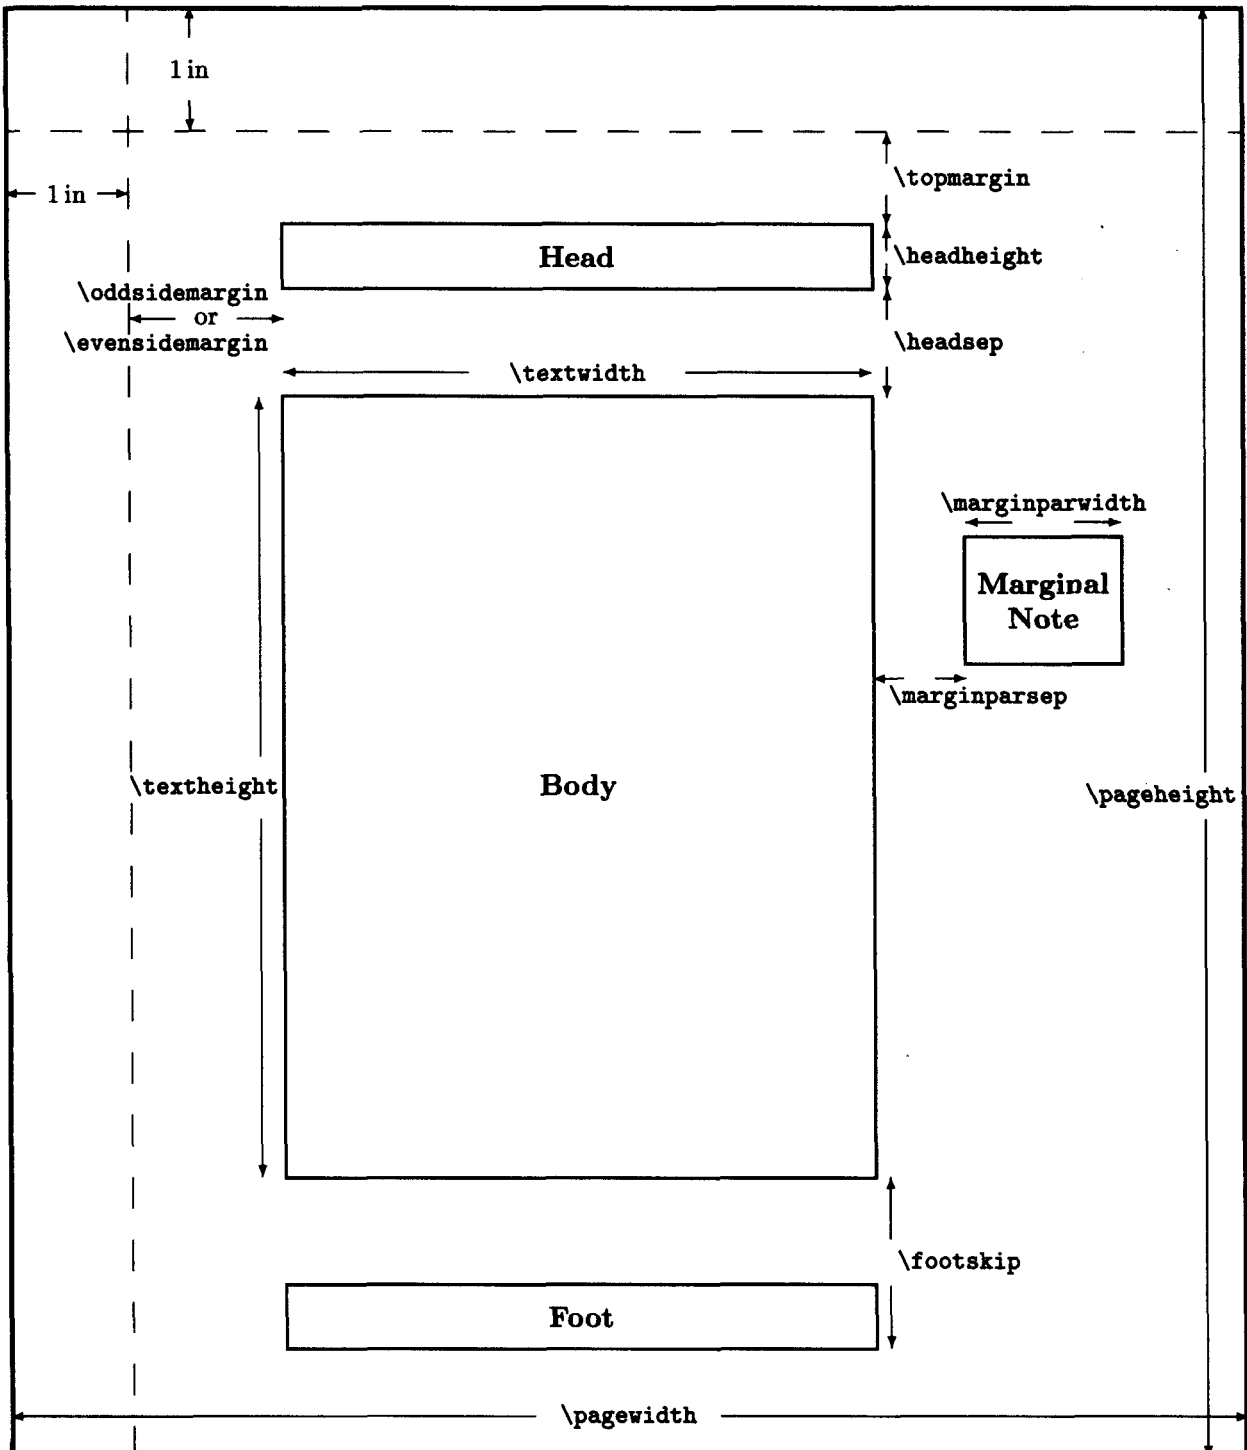 1 in
1 in
\topmargin
Head
\headheight
\oddsidemargin
or
\evensidemargin
\headsep
\textwidth
\marginparwidth
Marginal
Note
\marginparsep
\textheight
Body
\pageheight
\footskip
Foot
\pagewidth